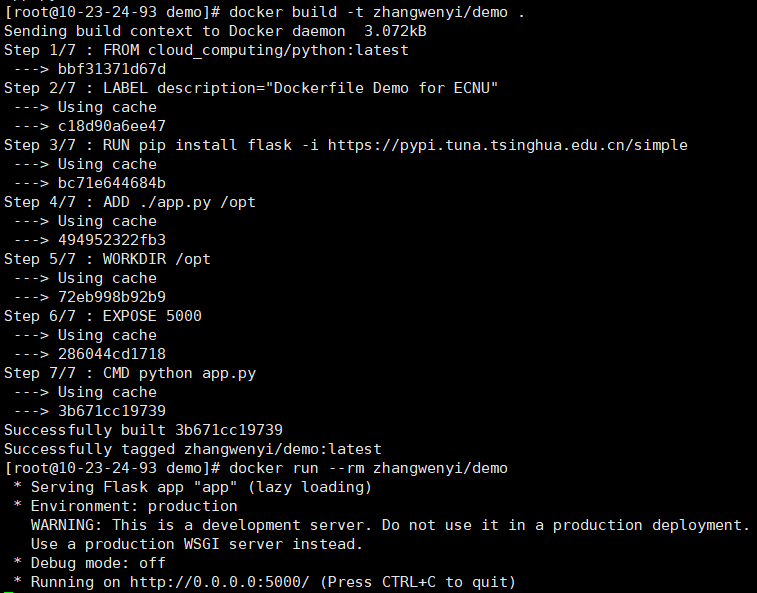 [root@10-23-24-93 demo]# docker build -t zhangwenyi/demo .
Sending build context to Docker daemon  3.072kB
Step 1/7 : FROM cloud_computing/python:latest
 ---> bbf31371d67d
Step 2/7 : LABEL description="Dockerfile Demo for ECNU"
 ---> Using cache
 ---> c18d90a6ee47
Step 3/7 : RUN pip install flask -i https://pypi.tuna.tsinghua.edu.cn/simple
 ---> Using cache
 ---> bc71e644684b
Step 4/7 : ADD ./app.py /opt
 ---> Using cache
 ---> 494952322fb3
Step 5/7 : WORKDIR /opt
 ---> Using cache
 ---> 72eb998b92b9
Step 6/7 : EXPOSE 5000
 ---> Using cache
 ---> 286044cd1718
Step 7/7 : CMD python app.py
 ---> Using cache
 ---> 3b671cc19739
Successfully built 3b671cc19739
Successfully tagged zhangwenyi/demo:latest
[root@10-23-24-93 demo]# docker run --rm zhangwenyi/demo
 * Serving Flask app "app" (lazy loading)
 * Environment: production
   WARNING: This is a development server. Do not use it in a production deployment.
   Use a production WSGI server instead.
 * Debug mode: off
 * Running on http://0.0.0.0:5000/ (Press CTRL+C to quit)